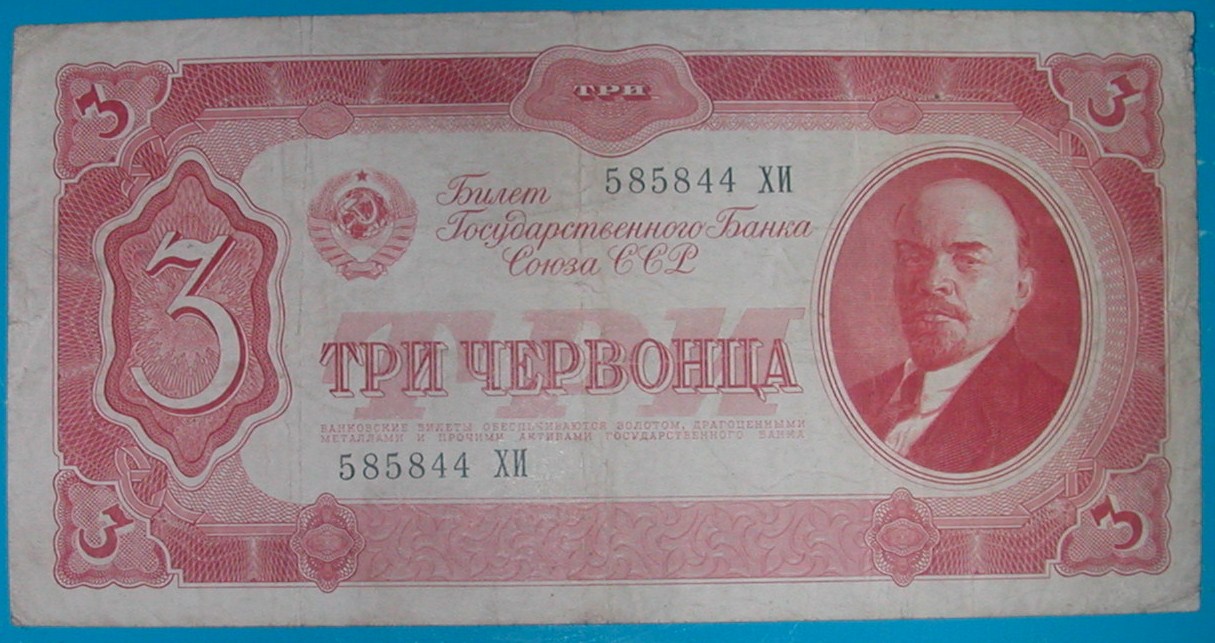 3
ТРИ
3
585844 ХИ
Билет
Государственного Банка
Союза ССР
3
ТРИ
ТРИ ЧЕРВОНЦА
БАНКОВСКИЕ БИЛЕТЫ ОБЕСПЕЧИВАЮТСЯ ЗОЛОТОМ, ДРАГОЦЕННЫМИ
МЕТАЛЛАМИ И ПРОЧИМИ АКТИВАМИ ГОСУДАРСТВЕННОГО БАНКА
585844 ХИ
3
3